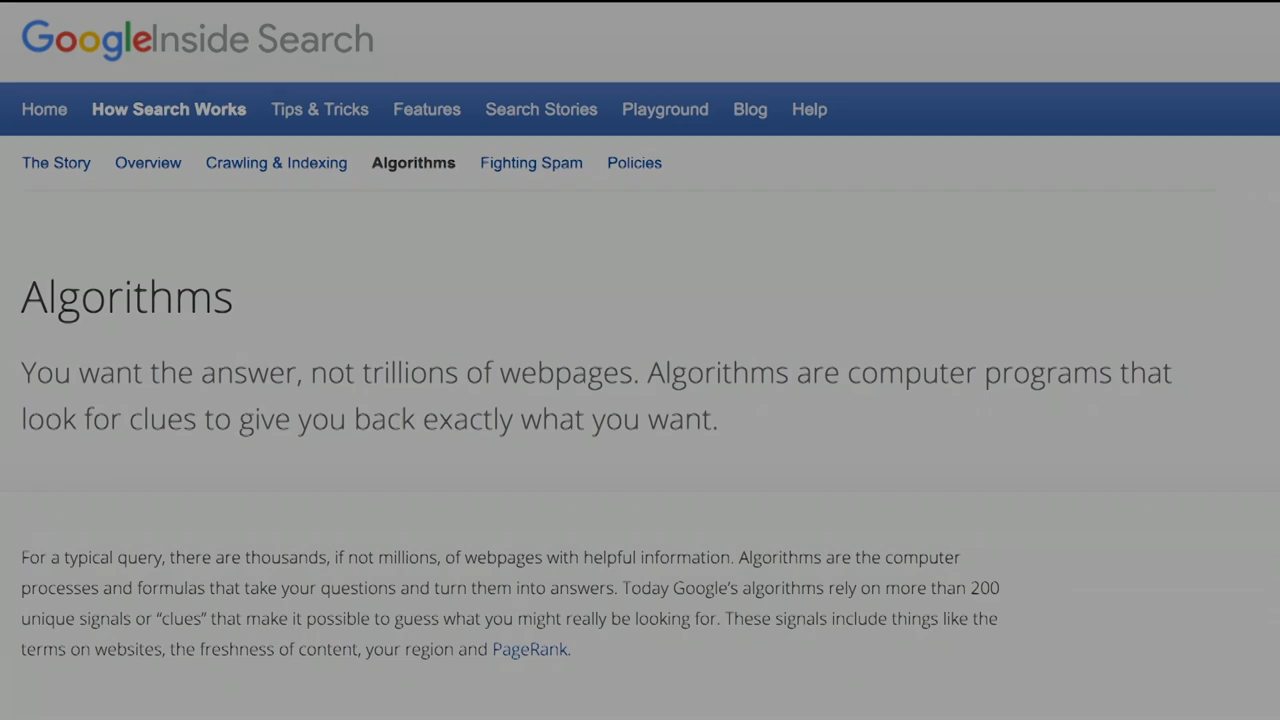 GoogleInside Search
Home How Search Works Tips & Tricks Features Search Stories Playground Blog Help
The Story Overview Crawling & Indexing Algorithms Fighting Spam Policies
Algorithms
You want the answer, not trillions of webpages. Algorithms are computer programs that
look for clues to give you back exactly what you want.
For a typical query, there are thousands, if not millions, of webpages with helpful information. Algorithms are the computer
processes and formulas that take your questions and turn them into answers. Today Google’s algorithms rely on more than 200
unique signals or “clues” that make it possible to guess what you might really be looking for. These signals include things like the
terms on websites, the freshness of content, your region and PageRank.